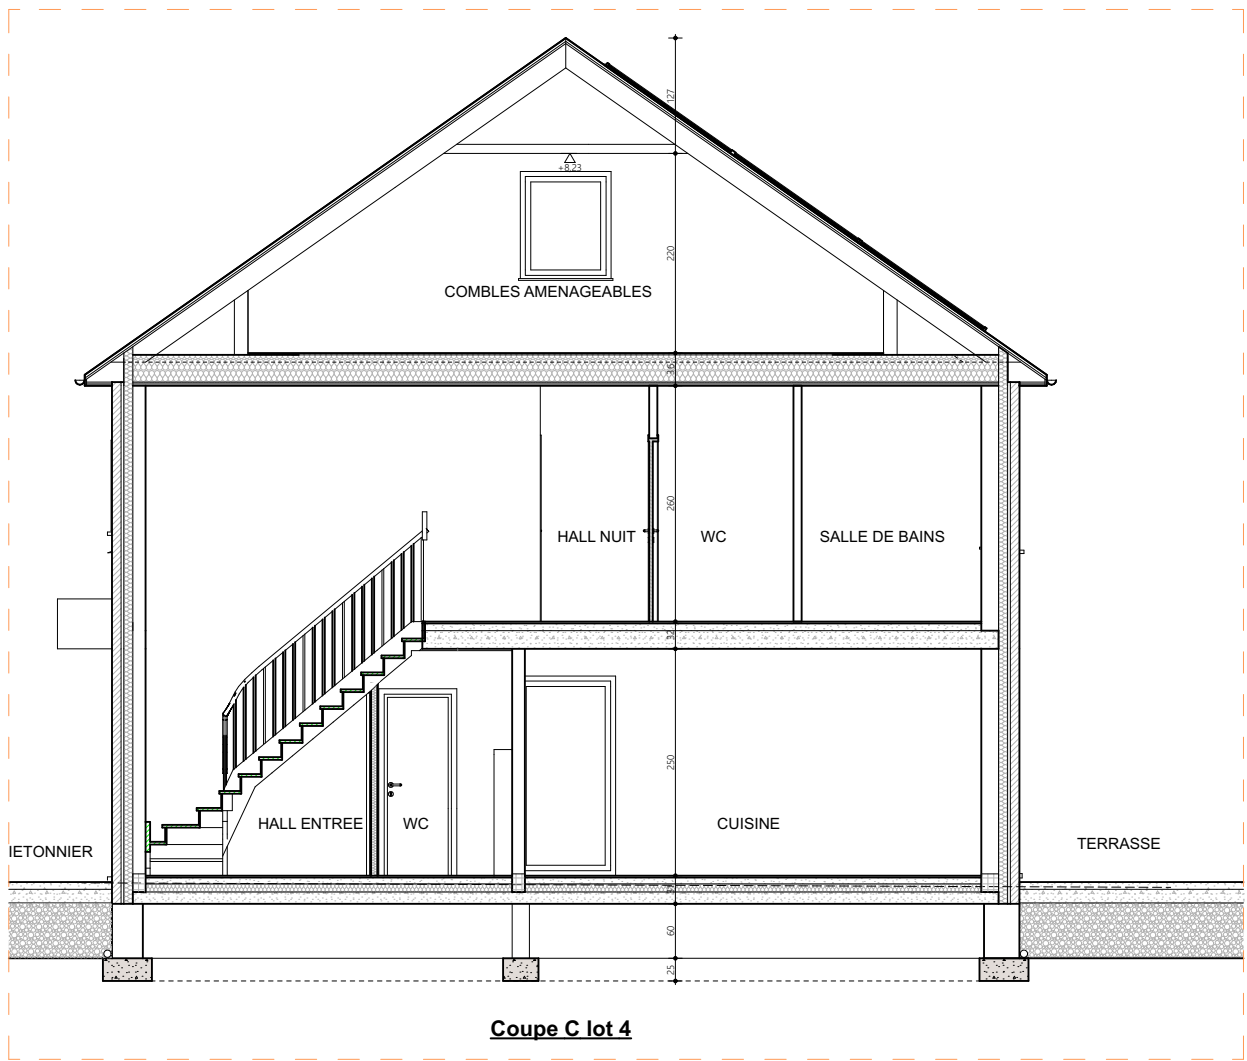 127
+8.23
220
COMBLES AMENAGEABLES
36
260
HALL NUIT
WC
SALLE DE BAINS
32
250
HALL ENTREE
WC
CUISINE
IETONNIER
TERRASSE
60
25
Coupe C lot 4